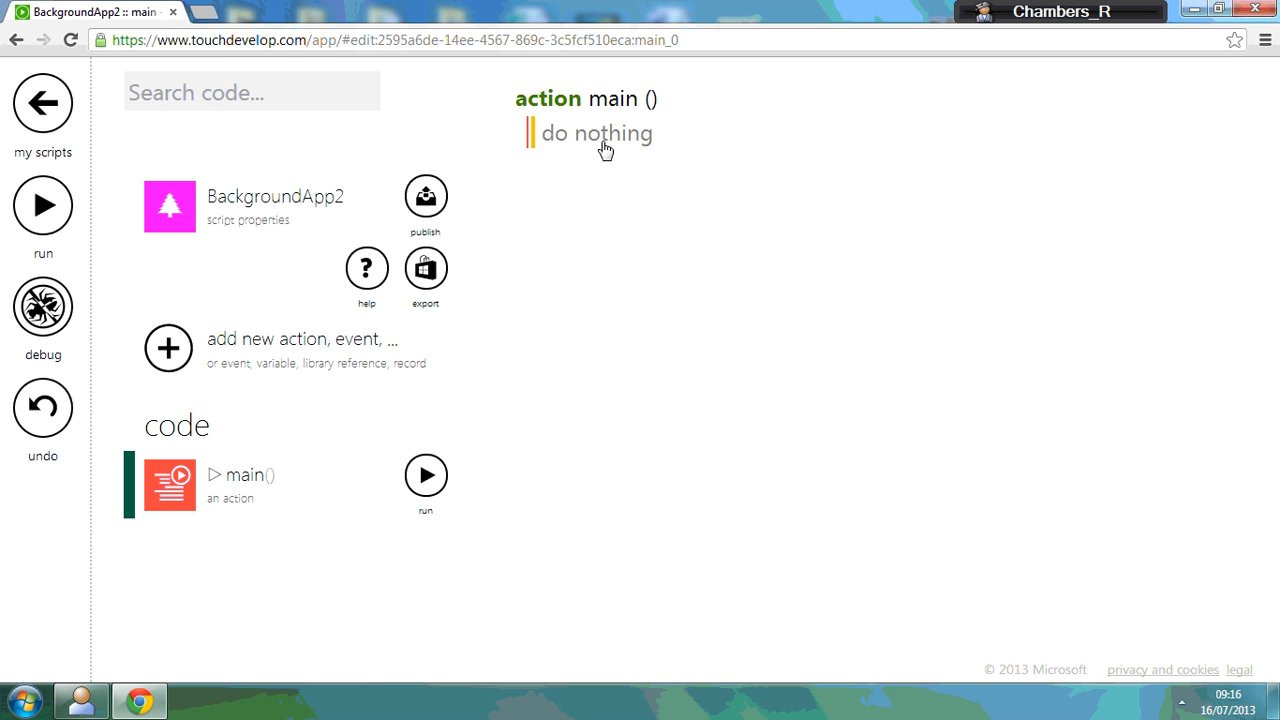 BackgroundApp2 :: main
Chambers_R
https://www.touchdevelop.com/app/#edit:2595a6de-14ee-4567-869c-3c5fcf510eca:main_0
my scripts
run
debug
undo
Search code...
BackgroundApp2
script properties
publish
?
help
export
add new action, event, ...
or event, variable, library reference, record
code
main()
an action
run
action main ()
do nothing
© 2013 Microsoft privacy and cookies legal
09:16
16/07/2013